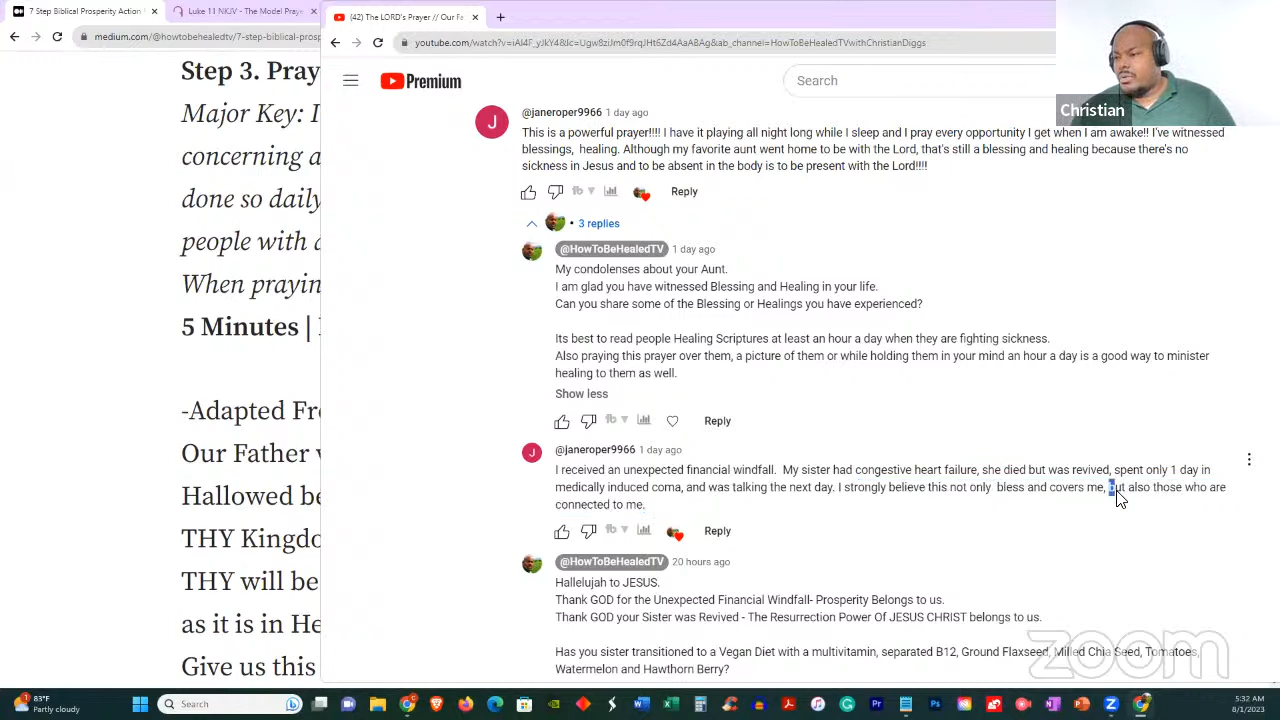 7 Step Biblical Prosperity Action
Luke 11 NKJV - The Model Praye
(42) The LORD's Prayer // Our Fa
medium.com/@howtobehealedtv/7-step-biblical-prosp
youtube.com/watch?v=iAl4F_yJkY4&lc=Ugw8ziJm0f9rqJHt6Zd4AaABAg&ab_channel=HowToBeHealedTVwithChristianDiggs
Step 3. Pray
Major Key: I
concerning a
done so daily
people with a
When prayin
5 Minutes |
-Adapted Fro
Our Father w
Hallowed be
THY Kingdo
THY will be
as it is in He
Give us this
Premium
Search
Christian
J
@janeroper9966 1 day ago
This is a powerful prayer!!!! I have it playing all night long while I sleep and I pray every opportunity I get when I am awake!! I've witnessed
blessings, healing. Although my favorite aunt went home to be with the Lord, that's still a blessing and healing because there's no
sickness in Jesus and to be absent in the body is to be present with the Lord!!!!
Reply
3 replies
@HowToBeHealedTV 1 day ago
My condolenses about your Aunt.
I am glad you have witnessed Blessing and Healing in your life.
Can you share some of the Blessing or Healings you have experienced?
Its best to read people Healing Scriptures at least an hour a day when they are fighting sickness.
Also praying this prayer over them, a picture of them or while holding them in your mind an hour a day is a good way to minister
healing to them as well.
Show less
Reply
J
@janeroper9966 1 day ago
I received an unexpected financial windfall. My sister had congestive heart failure, she died but was revived, spent only 1 day in
medically induced coma, and was talking the next day. I strongly believe this not only bless and covers me, but also those who are
connected to me.
Reply
@HowToBeHealedTV 20 hours ago
Hallelujah to JESUS.
Thank GOD for the Unexpected Financial Windfall- Prosperity Belongs to us.
Thank GOD your Sister was Revived - The Resurrection Power Of JESUS CHRIST belongs to us.
Has you sister transitioned to a Vegan Diet with a multivitamin, separated B12, Ground Flaxseed, Milled Chia Seed, Tomatoes,
Watermelon and Hawthorn Berry?
zoom
83°F
Partly cloudy
Search
5:32 AM
8/1/2023